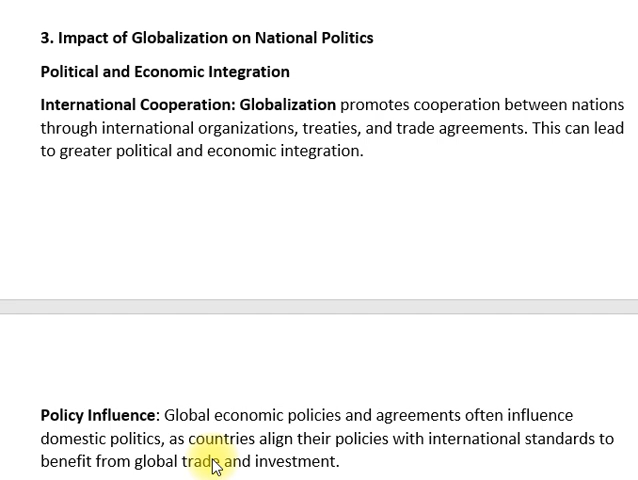 3. Impact of Globalization on National Politics
Political and Economic Integration
International Cooperation: Globalization promotes cooperation between nations
through international organizations, treaties, and trade agreements. This can lead
to greater political and economic integration.
Policy Influence: Global economic policies and agreements often influence
domestic politics, as countries align their policies with international standards to
benefit from global trade and investment.